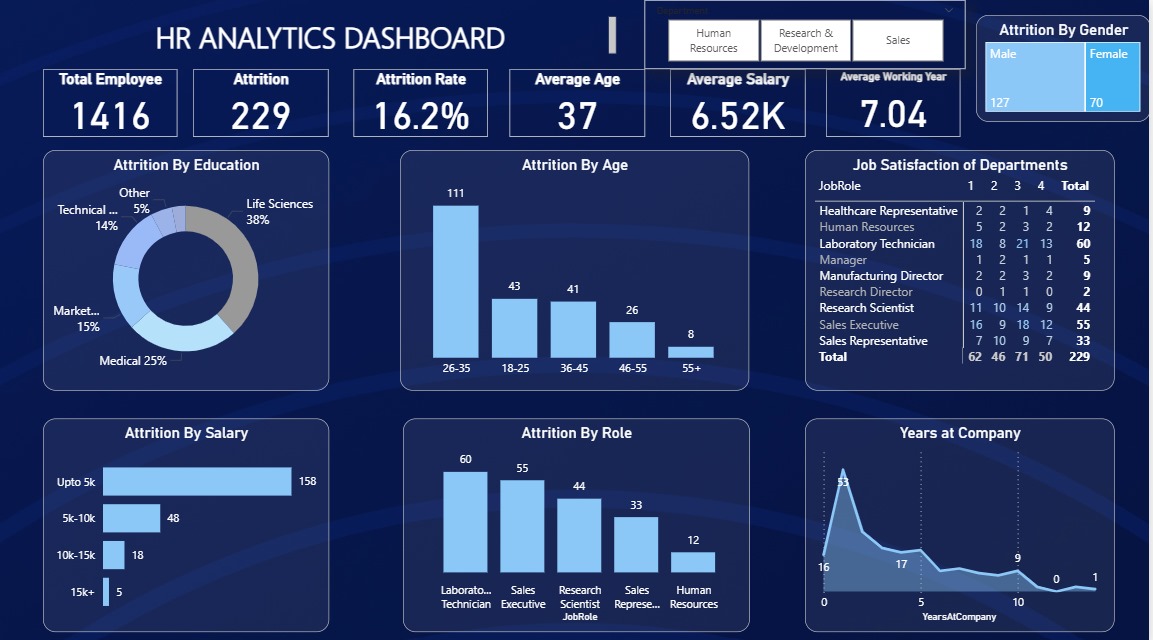 Department
HR ANALYTICS DASHBOARD
Human
Resources
Research &
Development
Sales
Attrition By Gender
Male
Female
127
70
Total Employee
1416
Attrition
229
Attrition Rate
16.2%
Average Age
37
Average Salary
6.52K
Average Working Year
7.04
Attrition By Education
Other
5%
Technical ...
14%
Life Sciences
38%
Market...
15%
Medical 25%
Attrition By Age
111
43
41
26
8
26-35 18-25 36-45 46-55 55+
Job Satisfaction of Departments
JobRole 1 2 3 4 Total
Healthcare Representative 2 2 1 4 9
Human Resources 5 2 3 2 12
Laboratory Technician 18 8 21 13 60
Manager 1 2 1 1 5
Manufacturing Director 2 2 3 2 9
Research Director 0 1 1 0 2
Research Scientist 11 10 14 9 44
Sales Executive 16 9 18 12 55
Sales Representative 7 10 9 7 33
Total 62 46 71 50 229
Attrition By Salary
Upto 5k 158
5k-10k 48
10k-15k 18
15k+ 5
Attrition By Role
60
55
44
33
12
Laborato...
Technician
Sales
Executive
Research
Scientist
Sales
Represe...
Human
Resources
JobRole
Years at Company
53
16
17
9
0
1
0 5 10
YearsAtCompany